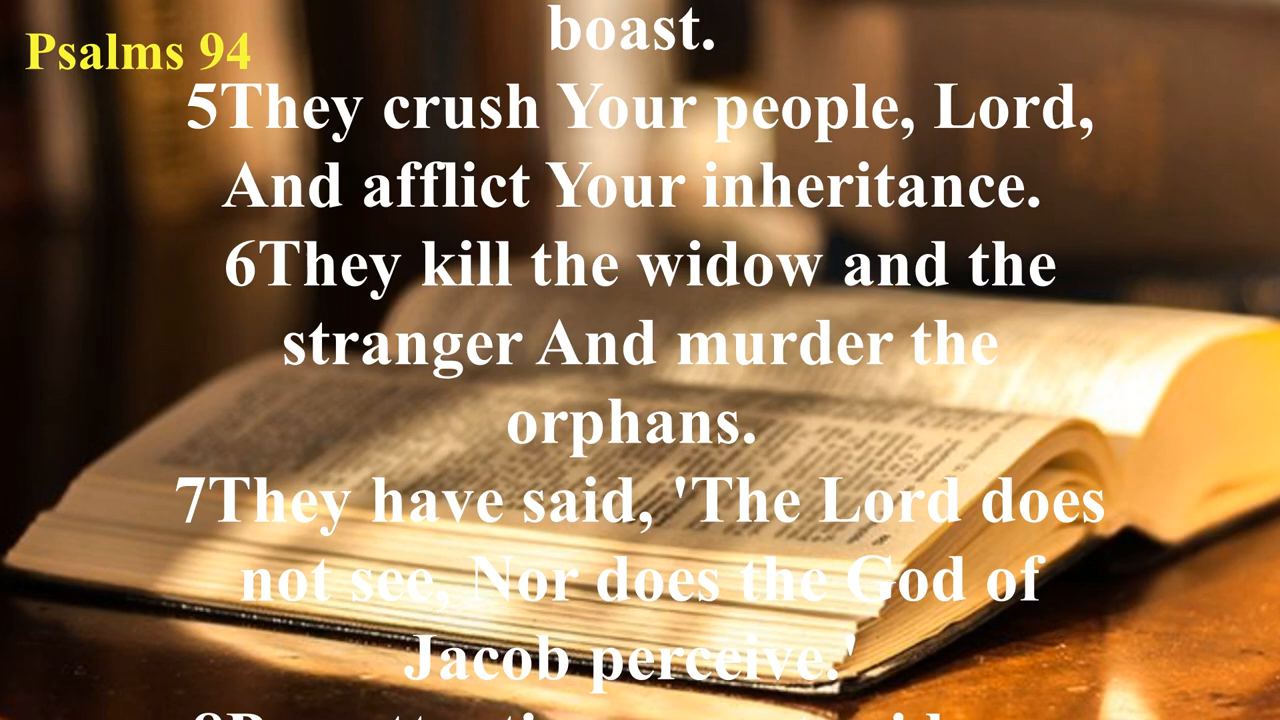 Psalms 94
boast.
5They crush Your people, Lord,
And afflict Your inheritance.
6They kill the widow and the
stranger And murder the
orphans.
7They have said, 'The Lord does
not see, Nor does the God of
Jacob perceive.'